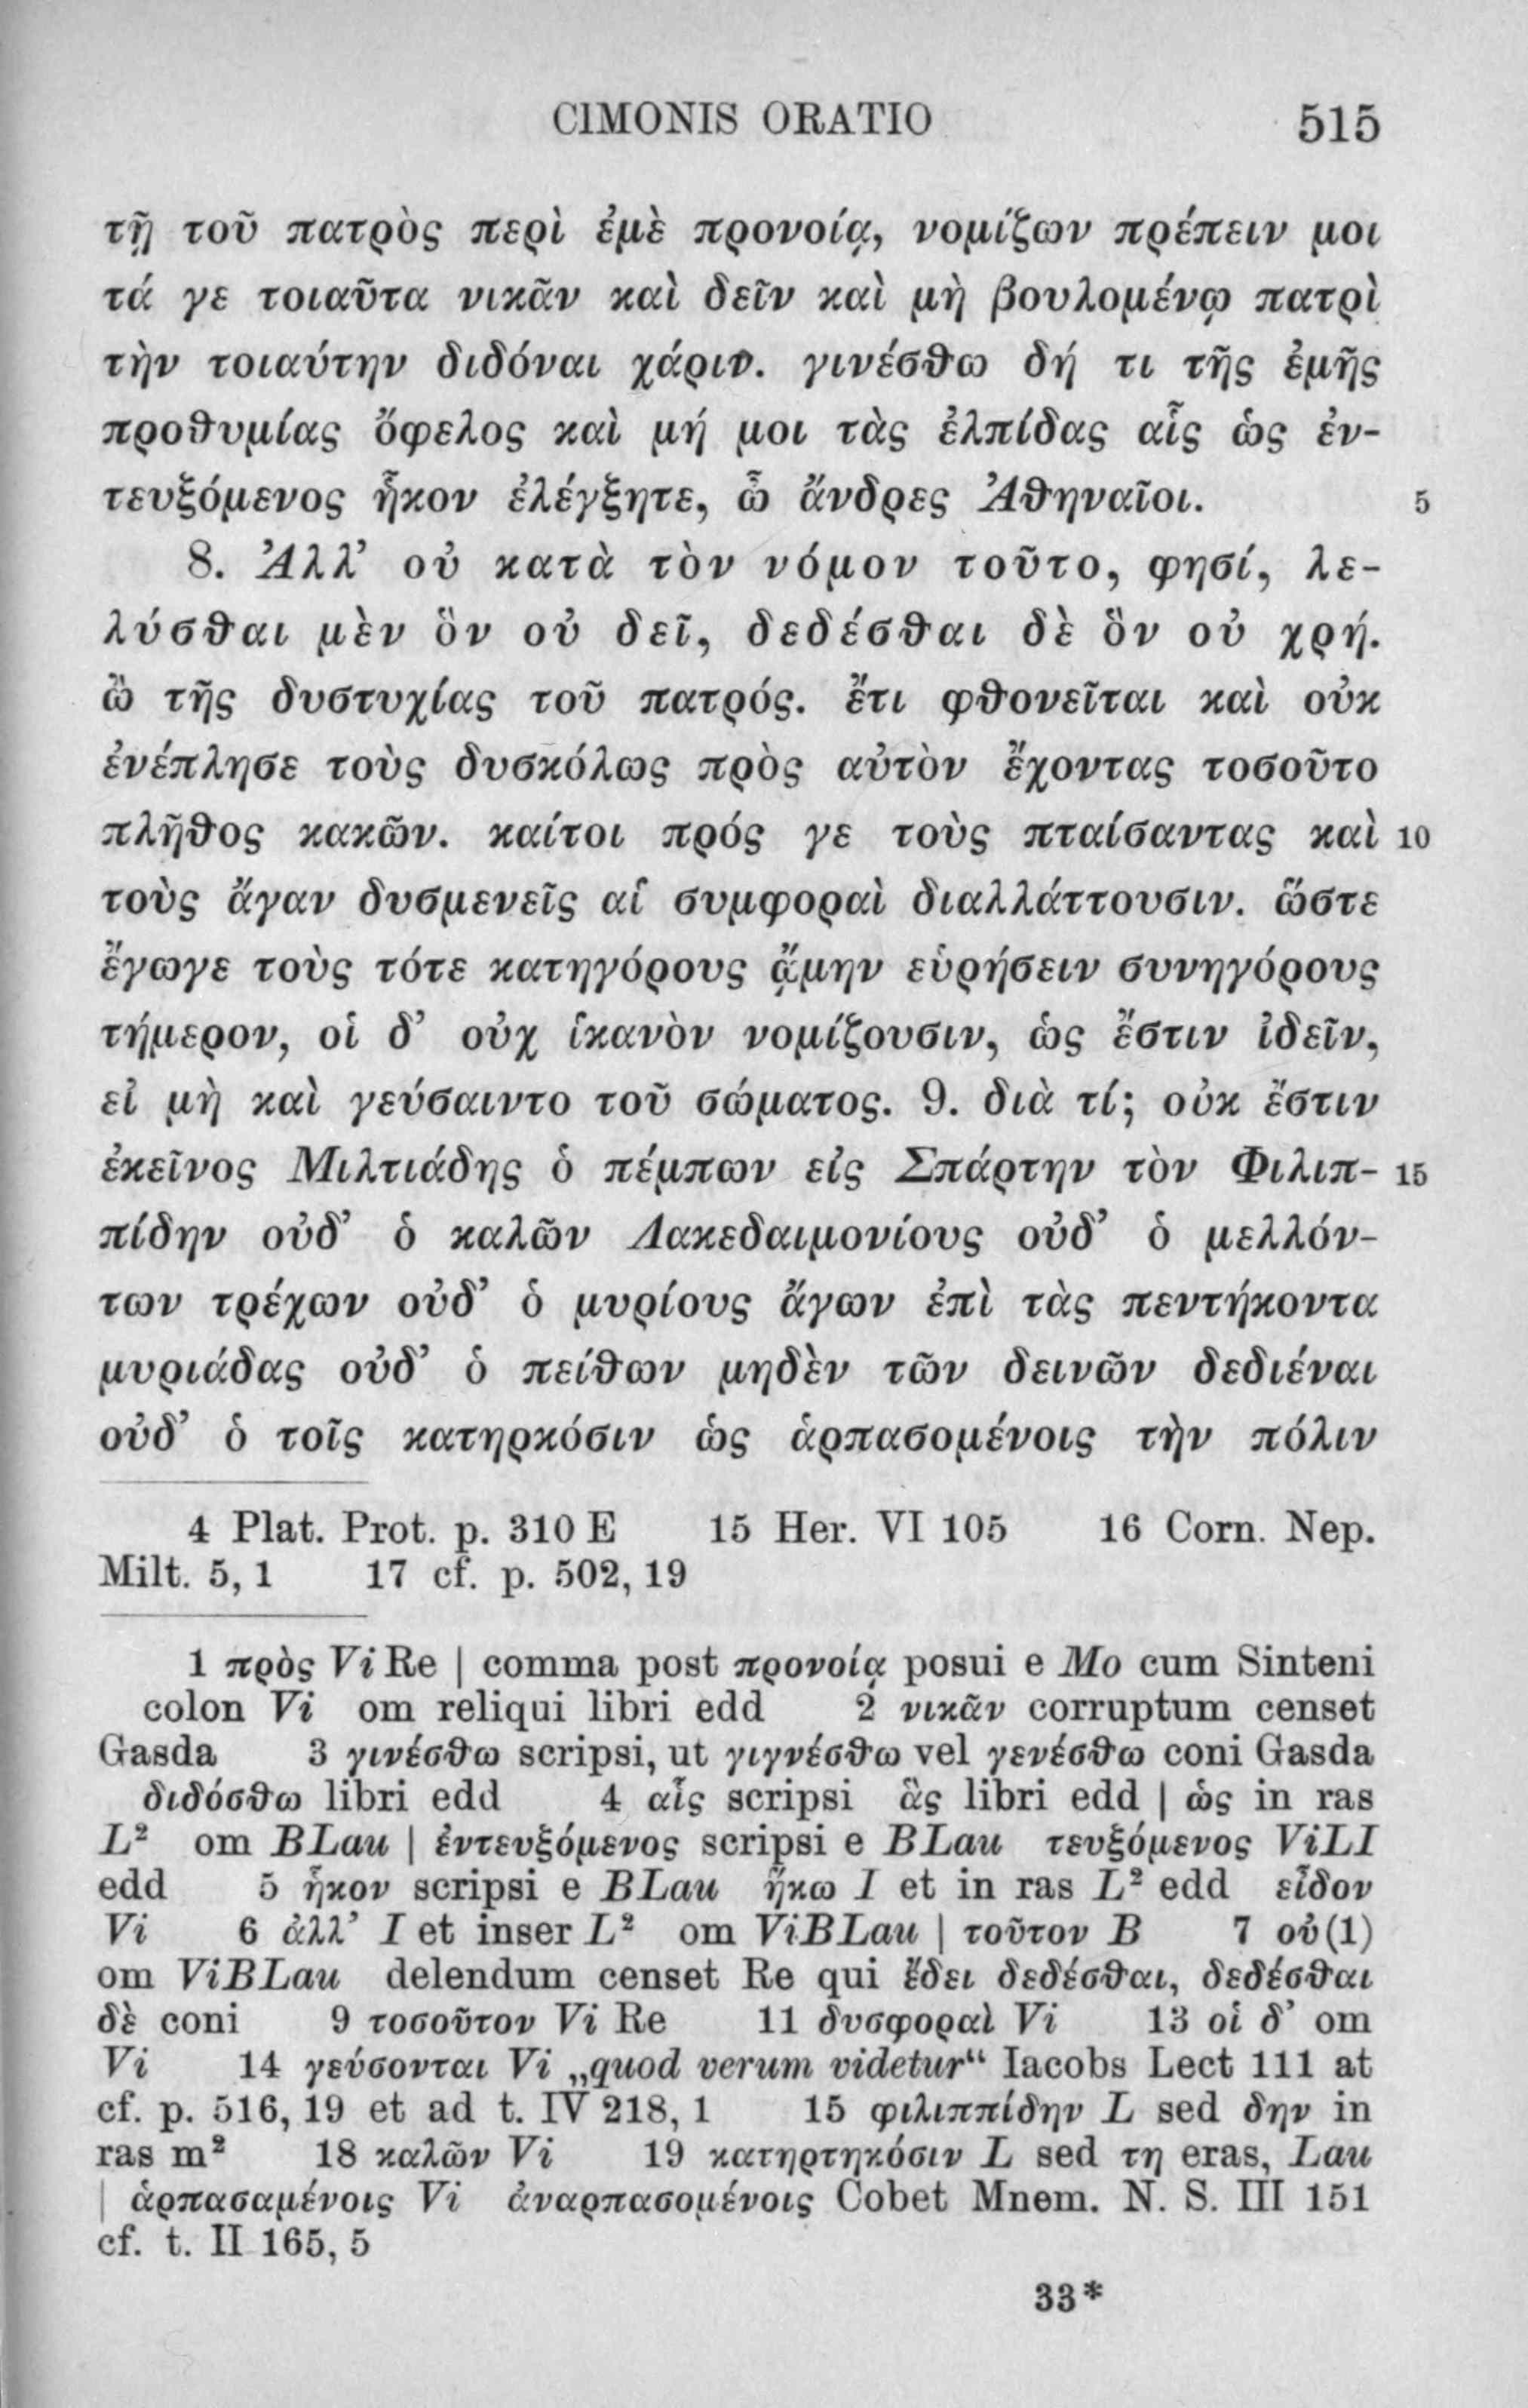 CIMONIS ORATIO 515
τῇ τοῦ πατρὸς περὶ ἐμὲ προνοίᾳ, νομίζων πρέπειν μοι
τά γε τοιαῦτα νικᾶν καὶ δεῖν καὶ μὴ βουλομένῳ πατρὶ
τὴν τοιαύτην διδόναι χάριν. γινέσθω δή τι τῆς ἐμῆς
προθυμίας ὄφελος καὶ μή μοι τὰς ἐλπίδας αἷς ὡς ἐν-
τευξόμενος ἧκον ἐλέγξητε, ὦ ἄνδρες Ἀθηναῖοι. 5
8. Ἀλλ’ οὐ κατὰ τὸν νόμον τοῦτο, φησί, λε-
λύσθαι μὲν ὃν οὐ δεῖ, δεδέσθαι δὲ ὃν οὐ χρή.
ὢ τῆς δυστυχίας τοῦ πατρός. ἔτι φθονεῖται καὶ οὐκ
ἐνέπλησε τοὺς δυσκόλως πρὸς αὐτὸν ἔχοντας τοσοῦτο
πλῆθος κακῶν. καίτοι πρός γε τοὺς πταίσαντας καὶ 10
τοὺς ἄγαν δυσμενεῖς αἱ συμφοραὶ διαλλάττουσιν. ὥστε
ἔγωγε τοὺς τότε κατηγόρους ᾤμην εὑρήσειν συνηγόρους
τήμερον, οἱ δ’ οὐχ ἱκανὸν νομίζουσιν, ὡς ἔστιν ἰδεῖν,
εἰ μὴ καὶ γεύσαιντο τοῦ σώματος. 9. διὰ τί; οὐκ ἔστιν
ἐκεῖνος Μιλτιάδης ὁ πέμπων εἰς Σπάρτην τὸν Φιλιπ- 15
πίδην οὐδ’ ὁ καλῶν Λακεδαιμονίους οὐδ’ ὁ μελλόν-
των τρέχων οὐδ’ ὁ μυρίους ἄγων ἐπὶ τὰς πεντήκοντα
μυριάδας οὐδ’ ὁ πείθων μηδὲν τῶν δεινῶν δεδιέναι
οὐδ’ ὁ τοῖς κατηρκόσιν ὡς ἁρπασομένοις τὴν πόλιν
4 Plat. Prot. p. 310 E 15 Her. VI 105 16 Corn. Nep.
Milt. 5, 1 17 cf. p. 502, 19
1 πρὸς Vi Re | comma post προνοίᾳ posui e Mo cum Sinteni
colon Vi om reliqui libri edd 2 νικᾶν corruptum censet
Gasda 3 γινέσθω scripsi, ut γιγνέσθω vel γενέσθω coni Gasda
διδόσθω libri edd 4 αἷς scripsi ἃς libri edd | ὡς in ras
L² om BLau | ἐντευξόμενος scripsi e BLau τευξόμενος ViLI
edd 5 ἧκον scripsi e BLau ἥκω I et in ras L² edd εἶδον
Vi 6 ἀλλ’ I et inser L² om ViBLau | τοῦτον B 7 οὐ (1)
om ViBLau delendum censet Re qui ἔδει δεδέσθαι, δεδέσθαι
δὲ coni 9 τοσοῦτον Vi Re 11 δυσφοραὶ Vi 13 οἱ δ’ om
Vi 14 γεύσονται Vi „quod verum videtur“ Iacobs Lect 111 at
cf. p. 516, 19 et ad t. IV 218, 1 15 φιλιππίδην L sed δην in
ras m² 18 καλῶν Vi 19 κατηρτηκόσιν L sed τη eras, Lau
| ἁρπασαμένοις Vi ἀναρπασομένοις Cobet Mnem. N. S. III 151
cf. t. II 165, 5
33*